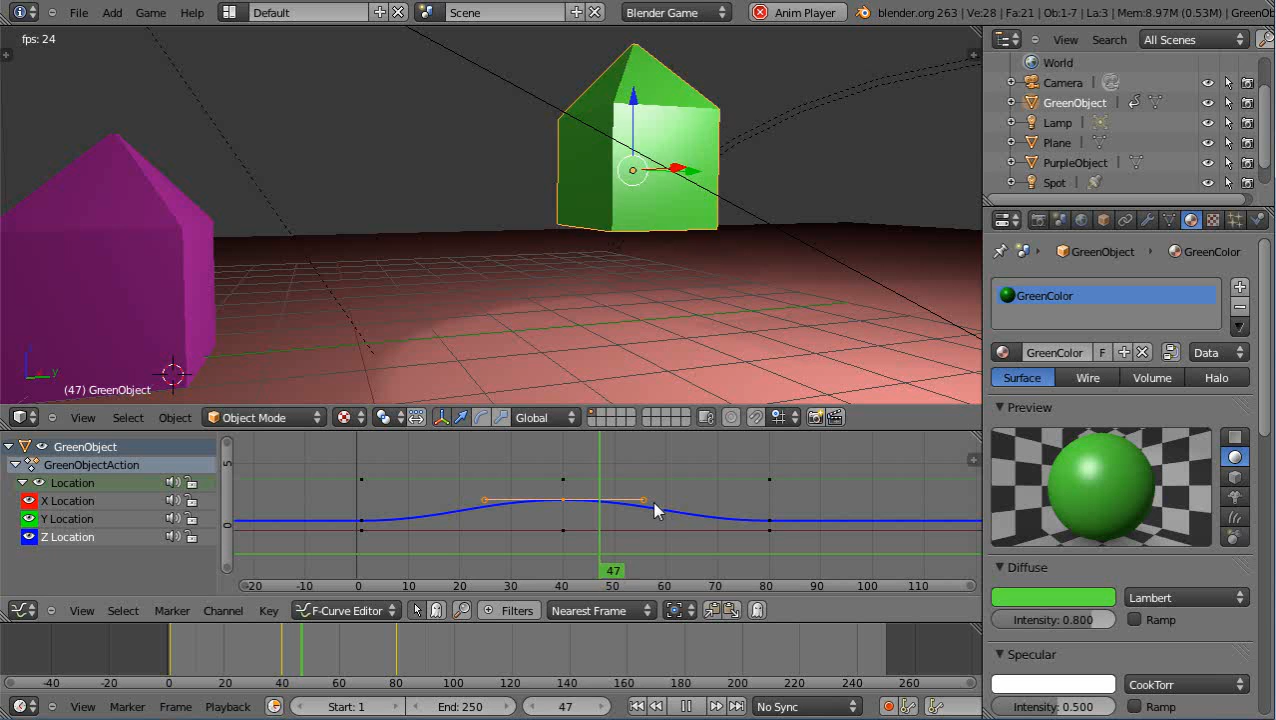 File Add Game Help Default Scene Blender Game Anim Player blender.org 263 | Ve:28 | Fa:21 | Ob:1-7 | La:3 | Mem:8.97M (0.53M) | GreenO
fps: 24
(47) GreenObject
View Select Object Object Mode Global
GreenObject
GreenObjectAction
Location
X Location
Y Location
Z Location
5
0
47
-20 -10 0 10 20 30 40 50 60 70 80 90 100 110
View Select Marker Channel Key F-Curve Editor Filters Nearest Frame
-40 -20 0 20 40 60 80 100 120 140 160 180 200 220 240 260
View Marker Frame Playback Start: 1 End: 250 47 No Sync
View Search All Scenes
World
Camera
GreenObject
Lamp
Plane
PurpleObject
Spot
GreenObject GreenColor
GreenColor
GreenColor F Data
Surface Wire Volume Halo
Preview
Diffuse
Lambert
Intensity: 0.800 Ramp
Specular
CookTorr
Intensity: 0.500 Ramp